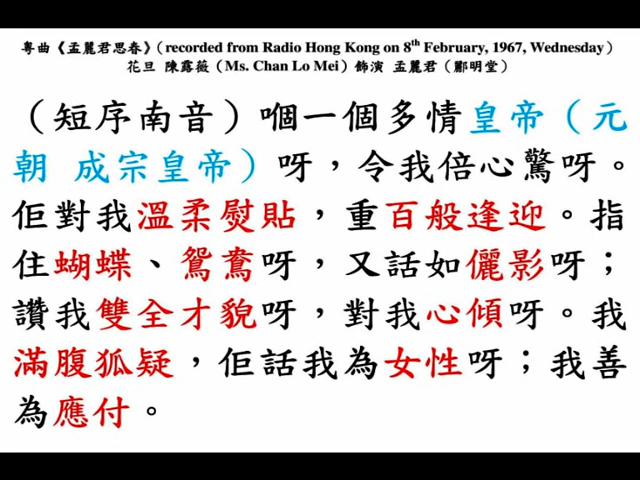 粵曲《孟麗君思春》（recorded from Radio Hong Kong on 8th February, 1967, Wednesday）
花旦 陳露薇（Ms. Chan Lo Mei）飾演 孟麗君（酈明堂）
（短序南音）嗰一個多情皇帝（元
朝 成宗皇帝）呀，令我倍心驚呀。
佢對我溫柔熨貼，重百般逢迎。指
住蝴蝶、鴛鴦呀，又話如儷影呀；
讚我雙全才貌呀，對我心傾呀。我
滿腹狐疑，佢話我為女性呀；我善
為應付。